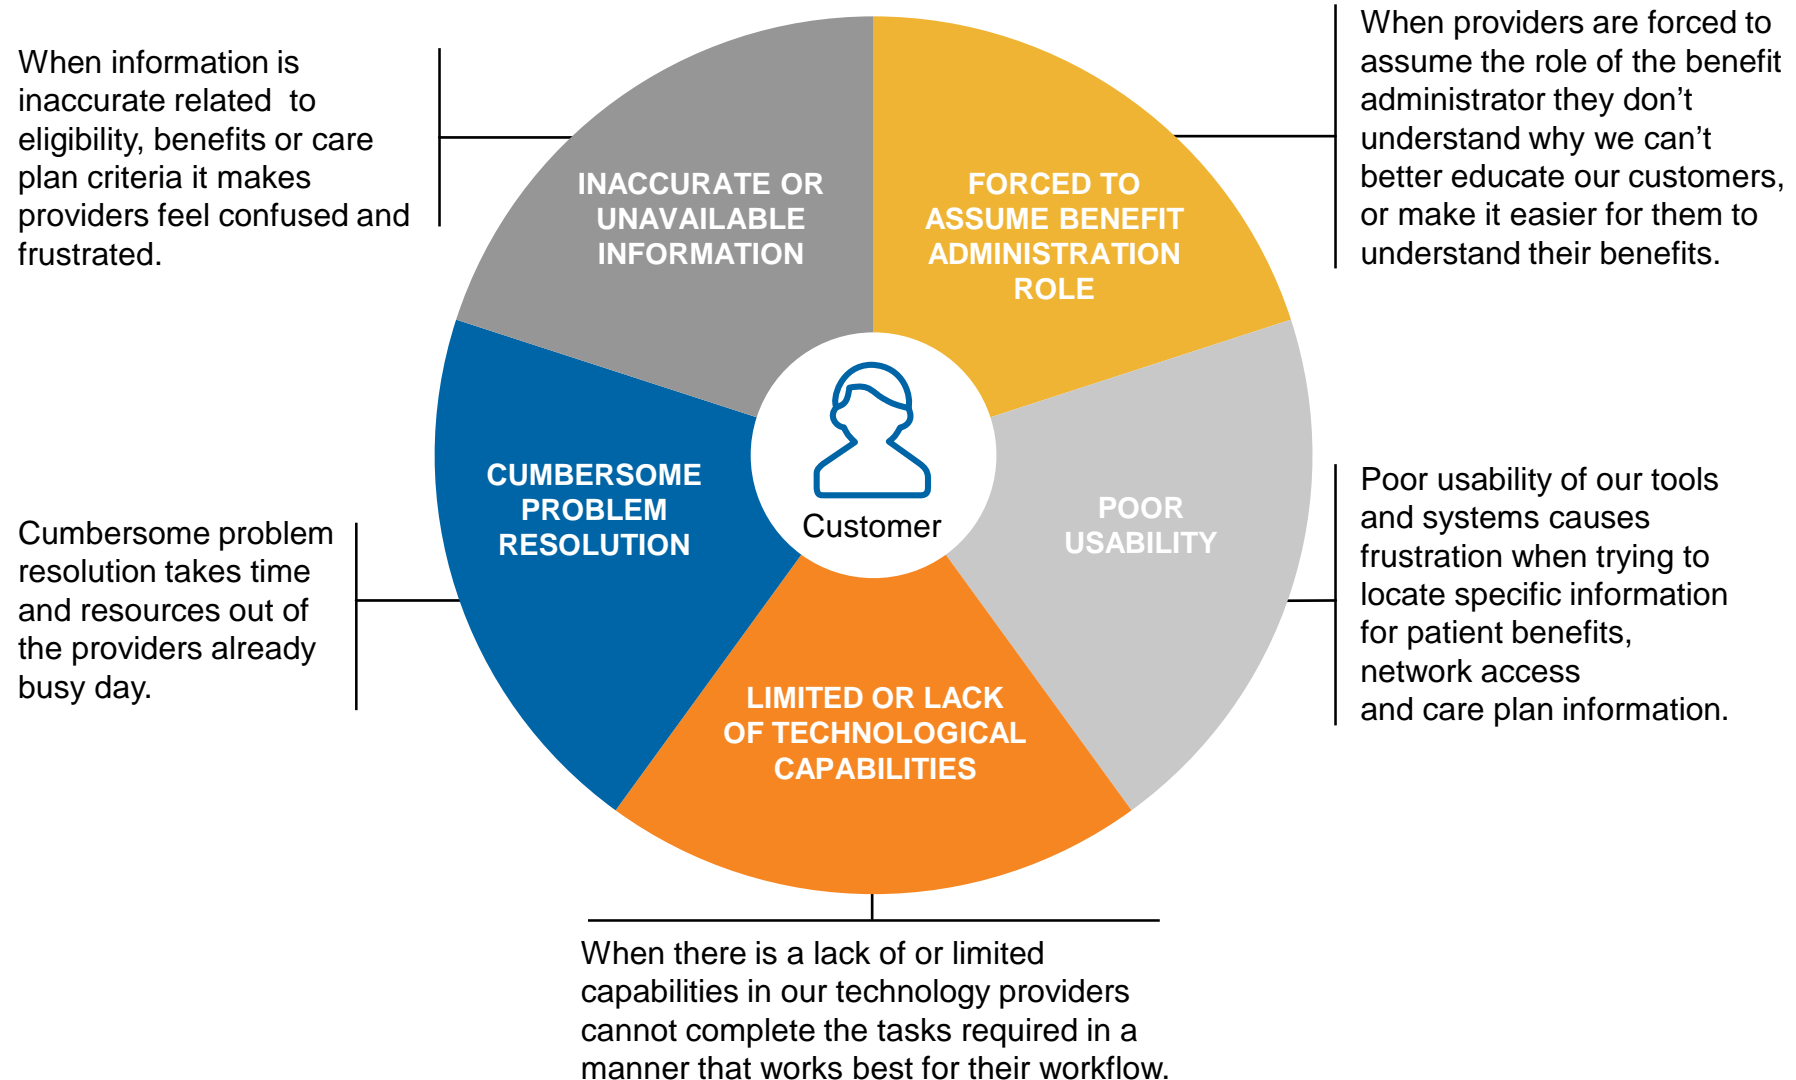 When information is
inaccurate related  to
eligibility, benefits or care
plan criteria it makes
providers feel confused and
frustrated.
INACCURATE OR
UNAVAILABLE
INFORMATION
FORCED TO
ASSUME BENEFIT
ADMINISTRATION
ROLE
When providers are forced to
assume the role of the benefit
administrator they don’t
understand why we can’t
better educate our customers,
or make it easier for them to
understand their benefits.
Cumbersome problem
resolution takes time
and resources out of
the providers already
busy day.
CUMBERSOME
PROBLEM
RESOLUTION
Customer
POOR
USABILITY
Poor usability of our tools
and systems causes
frustration when trying to
locate specific information
for patient benefits,
network access
and care plan information.
LIMITED OR LACK
OF TECHNOLOGICAL
CAPABILITIES
When there is a lack of or limited
capabilities in our technology providers
cannot complete the tasks required in a
manner that works best for their workflow.